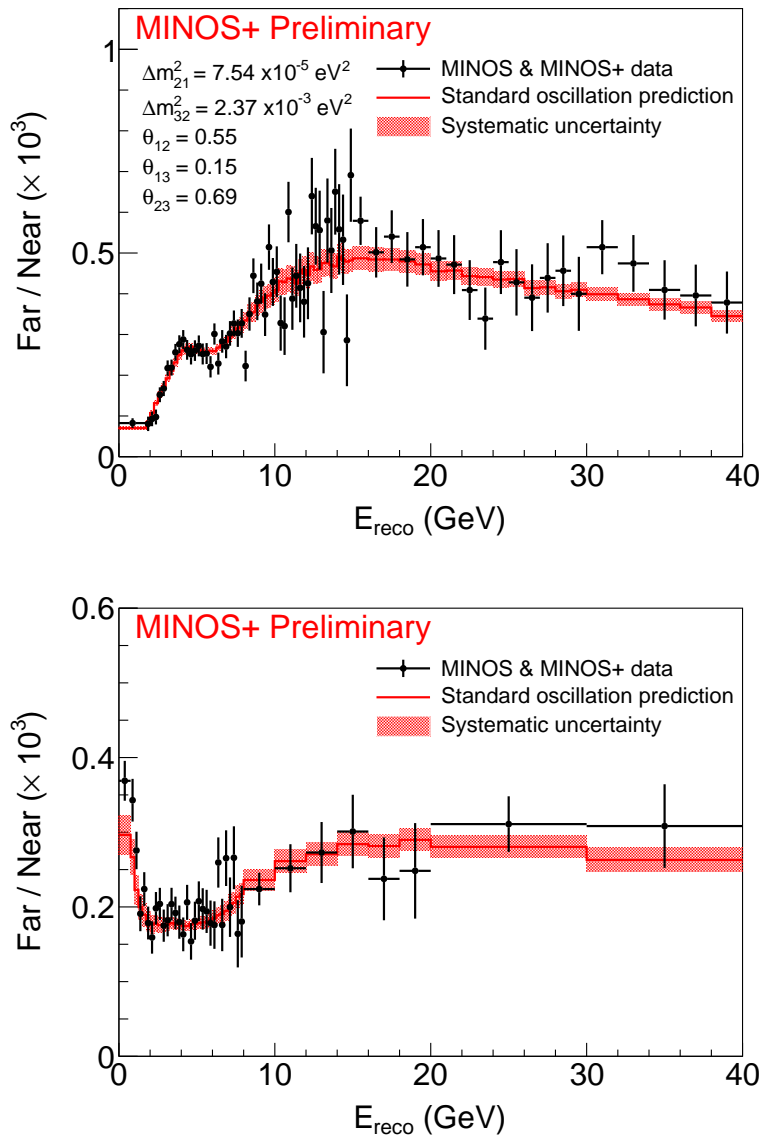 MINOS+ Preliminary
Δm²₂₁ = 7.54 x10⁻⁵ eV²
Δm²₃₂ = 2.37 x10⁻³ eV²
θ₁₂ = 0.55
θ₁₃ = 0.15
θ₂₃ = 0.69
MINOS & MINOS+ data
Standard oscillation prediction
Systematic uncertainty
Far / Near (× 10³)
1
0.5
0
0 10 20 30 40
E_reco (GeV)
MINOS+ Preliminary
MINOS & MINOS+ data
Standard oscillation prediction
Systematic uncertainty
Far / Near (× 10³)
0.6
0.4
0.2
0
0 10 20 30 40
E_reco (GeV)